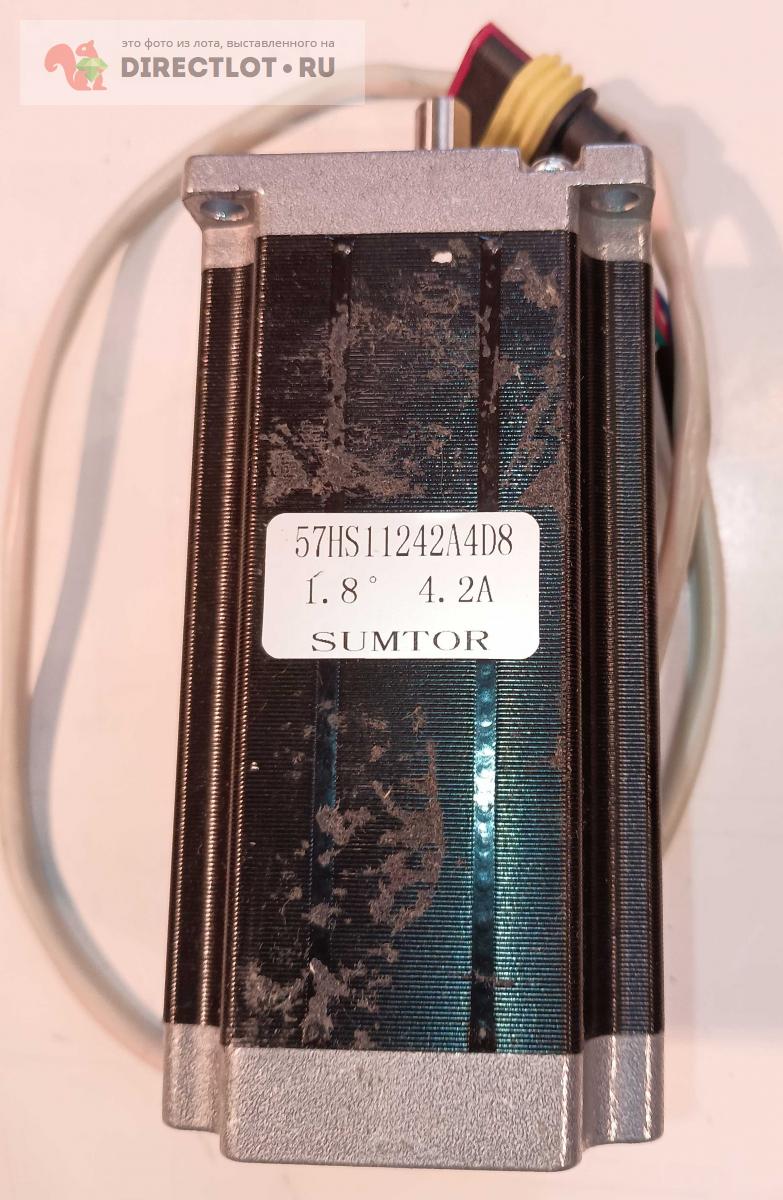 это фото из лота, выставленного на
DIRECTLOT•RU
57HS11242A4D8
1.8° 4.2A
SUMTOR